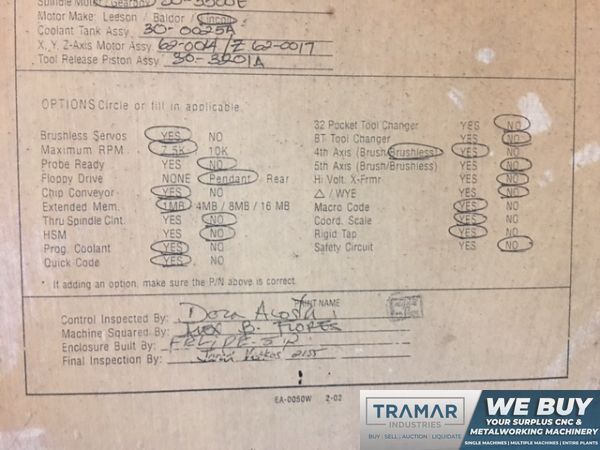 Spindle Motor / Gearbox 30-3500E
Motor Make: Leeson / Baldor / Lincoln
Coolant Tank Assy. 30-0025A
X, Y, Z-Axis Motor Assy 62-0014 / Z 62-0017
Tool Release Piston Assy. 30-3201A
OPTIONS Circle or fill in applicable.
Brushless Servos YES NO
Maximum RPM 7.5K 10K
Probe Ready YES NO
Floppy Drive NONE Pendant Rear
Chip Conveyor YES NO
Extended Mem. 1MB 4MB / 8MB / 16 MB
Thru Spindle Clnt. YES NO
HSM YES NO
Prog. Coolant YES NO
Quick Code YES NO
32 Pocket Tool Changer YES NO
BT Tool Changer YES NO
4th Axis (Brush/Brushless) YES NO
5th Axis (Brush/Brushless) YES NO
Hi Volt. X-Frmr YES NO
△ / WYE YES NO
Macro Code YES NO
Coord. Scale YES NO
Rigid Tap YES NO
Safety Circuit YES NO
* If adding an option, make sure the P/N above is correct.
PRINT NAME
Control Inspected By: Dora Acosta
Machine Squared By: B. Flores
Enclosure Built By:
Final Inspection By:
EA-0050W 2-02
TRAMAR
INDUSTRIES
BUY | SELL | AUCTION | LIQUIDATE
WE BUY
YOUR SURPLUS CNC &
METALWORKING MACHINERY
SINGLE MACHINES | MULTIPLE MACHINES | ENTIRE PLANTS